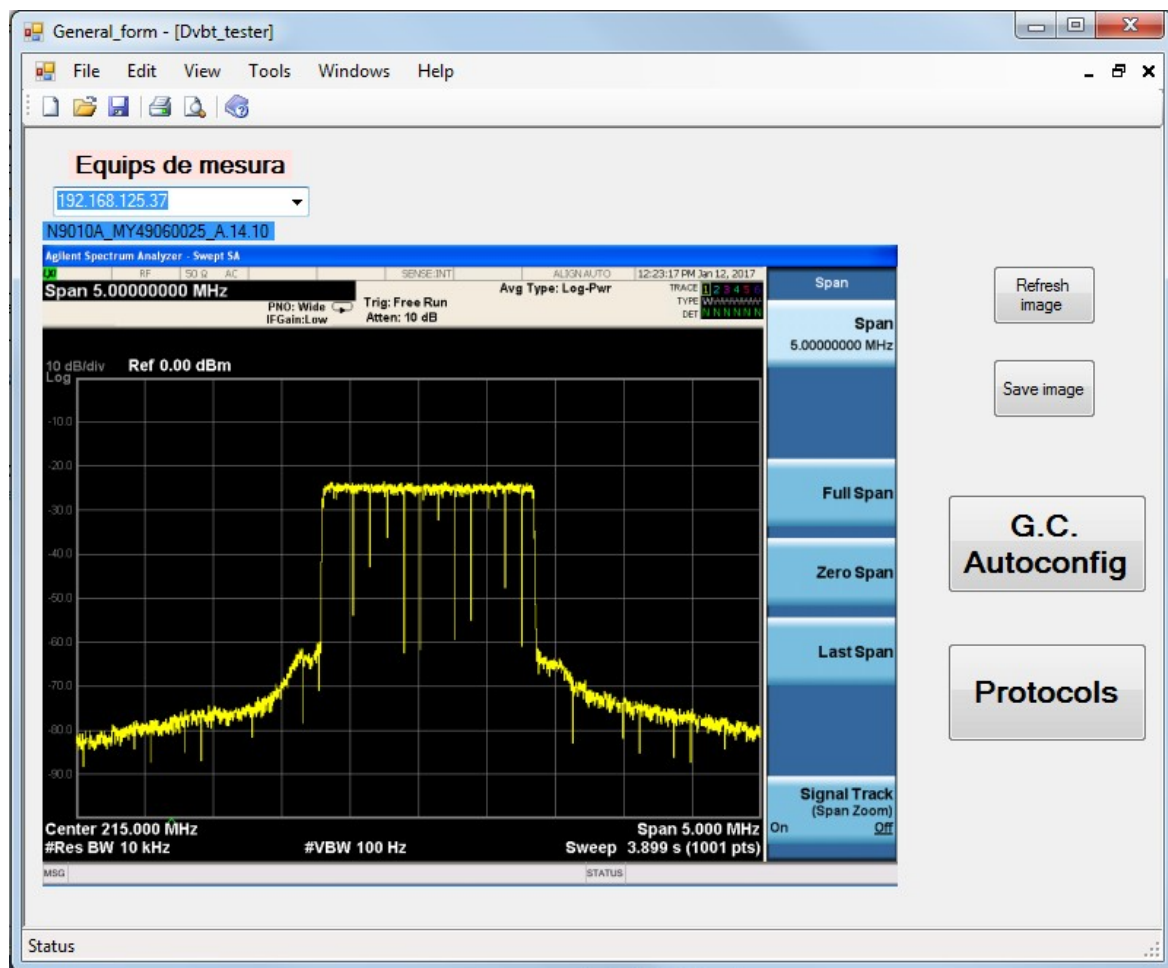 General_form - [Dvbt_tester]
File Edit View Tools Windows Help
Equips de mesura
192.168.125.37
N9010A_MY49060025_A.14.10
Agilent Spectrum Analyzer - Swept SA
RF 50 Ω AC SENSE:INT ALIGN AUTO 12:23:17 PM Jan 12, 2017
Span 5.00000000 MHz
PNO: Wide
IFGain:Low
Trig: Free Run
Atten: 10 dB
Avg Type: Log-Pwr
TRACE 1 2 3 4 5 6
TYPE
DET N N N N N N
10 dB/div Ref 0.00 dBm
Log
-10.0
-20.0
-30.0
-40.0
-50.0
-60.0
-70.0
-80.0
-90.0
Center 215.000 MHz Span 5.000 MHz
#Res BW 10 kHz #VBW 100 Hz Sweep 3.899 s (1001 pts)
MSG STATUS
Span
Span
5.00000000 MHz
Full Span
Zero Span
Last Span
Signal Track
(Span Zoom)
On Off
Refresh
image
Save image
G.C.
Autoconfig
Protocols
Status